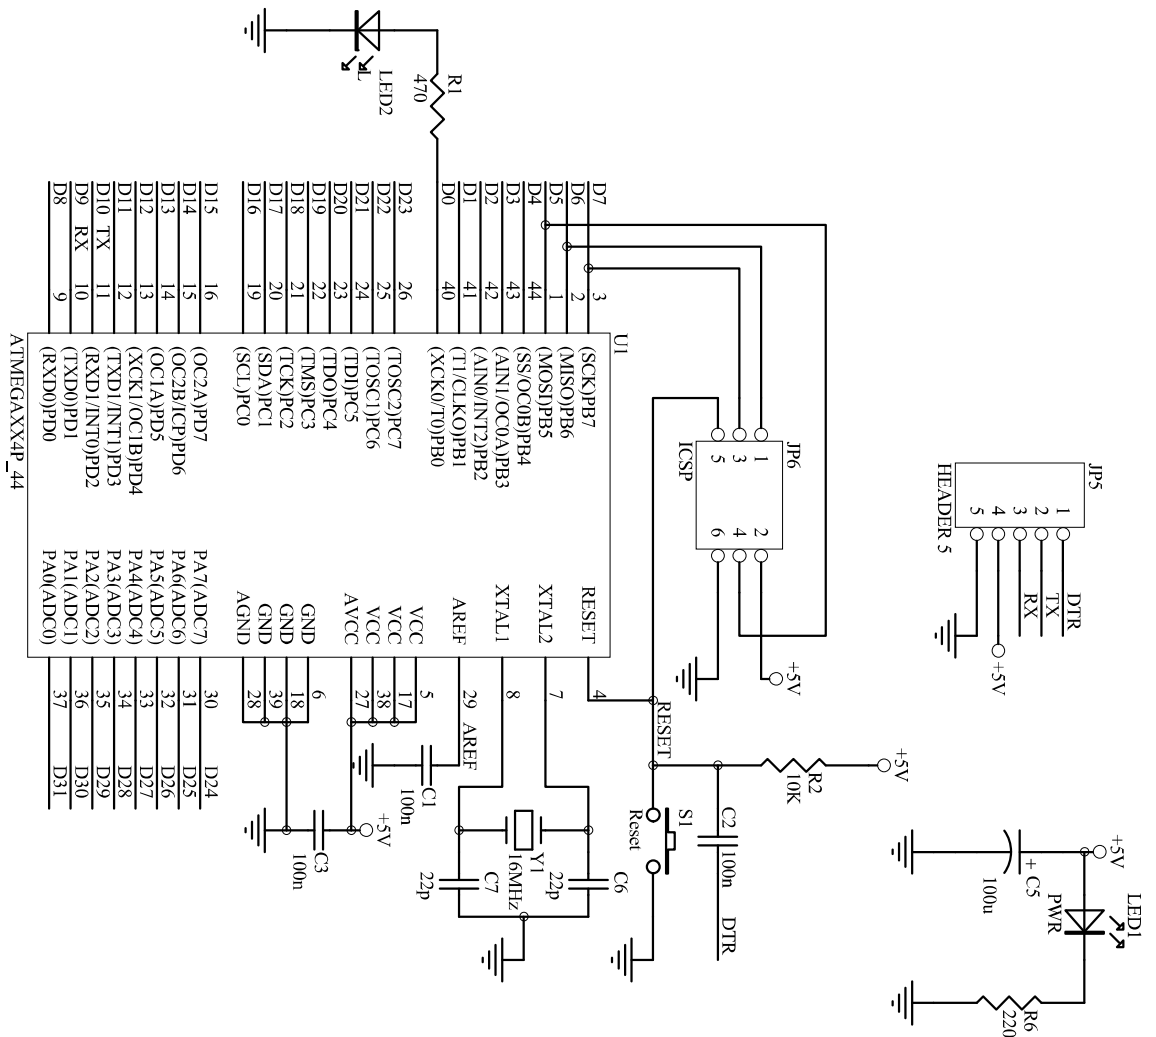 JP5
1
2
3
4
5
HEADER 5
DTR
TX
RX
+5V
+5V
LED1
PWR
+ C5
100u
R6
220
JP6
1
3
5
2
4
6
ICSP
+5V
+5V
R2
10K
C2
100n
DTR
S1
Reset
RESET
LED2
L
R1
470
U1
D7
3
(SCK)PB7
D6
2
(MISO)PB6
D5
1
(MOSI)PB5
D4
44
(SS/OC0B)PB4
D3
43
(AIN1/OC0A)PB3
D2
42
(AIN0/INT2)PB2
D1
41
(T1/CLKO)PB1
D0
40
(XCK0/T0)PB0
D23
26
(TOSC2)PC7
D22
25
(TOSC1)PC6
D21
24
(TDI)PC5
D20
23
(TDO)PC4
D19
22
(TMS)PC3
D18
21
(TCK)PC2
D17
20
(SDA)PC1
D16
19
(SCL)PC0
D15
16
(OC2A)PD7
D14
15
(OC2B/ICP)PD6
D13
14
(OC1A)PD5
D12
13
(XCK1/OC1B)PD4
D11
12
(TXD1/INT1)PD3
D10 TX
11
(RXD1/INT0)PD2
D9 RX
10
(TXD0)PD1
D8
9
(RXD0)PD0
ATMEGAXX4P_44
RESET
4
XTAL2
7
XTAL1
8
AREF
29
AREF
VCC
5
VCC
17
VCC
38
AVCC
27
GND
6
GND
18
GND
39
AGND
28
PA7(ADC7)
30
D24
PA6(ADC6)
31
D25
PA5(ADC5)
32
D26
PA4(ADC4)
33
D27
PA3(ADC3)
34
D28
PA2(ADC2)
35
D29
PA1(ADC1)
36
D30
PA0(ADC0)
37
D31
C6
22p
Y1
16MHz
C7
22p
C1
100n
+5V
C3
100n